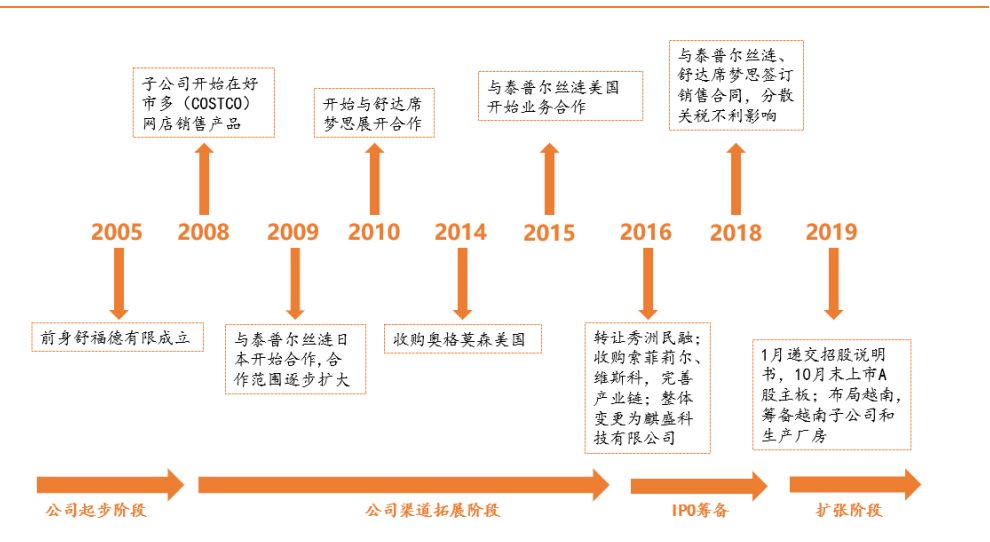 子公司开始在好
市多（COSTCO）
网店销售产品
开始与舒达席
梦思展开合作
与泰普尔丝涟美国
开始业务合作
与泰普尔丝涟、
舒达席梦思签订
销售合同，分散
关税不利影响
2005
2008
2009
2010
2014
2015
2016
2018
2019
前身舒福德有限成立
与泰普尔丝涟日
本开始合作,合
作范围逐步扩大
收购奥格莫森美国
转让秀洲民融；
收购索菲莉尔、
维斯科，完善
产业链；整体
变更为麒盛科
技有限公司
1月递交招股说明
书，10月末上市A
股主板；布局越南，
筹备越南子公司和
生产厂房
公司起步阶段
公司渠道拓展阶段
IPO筹备
扩张阶段